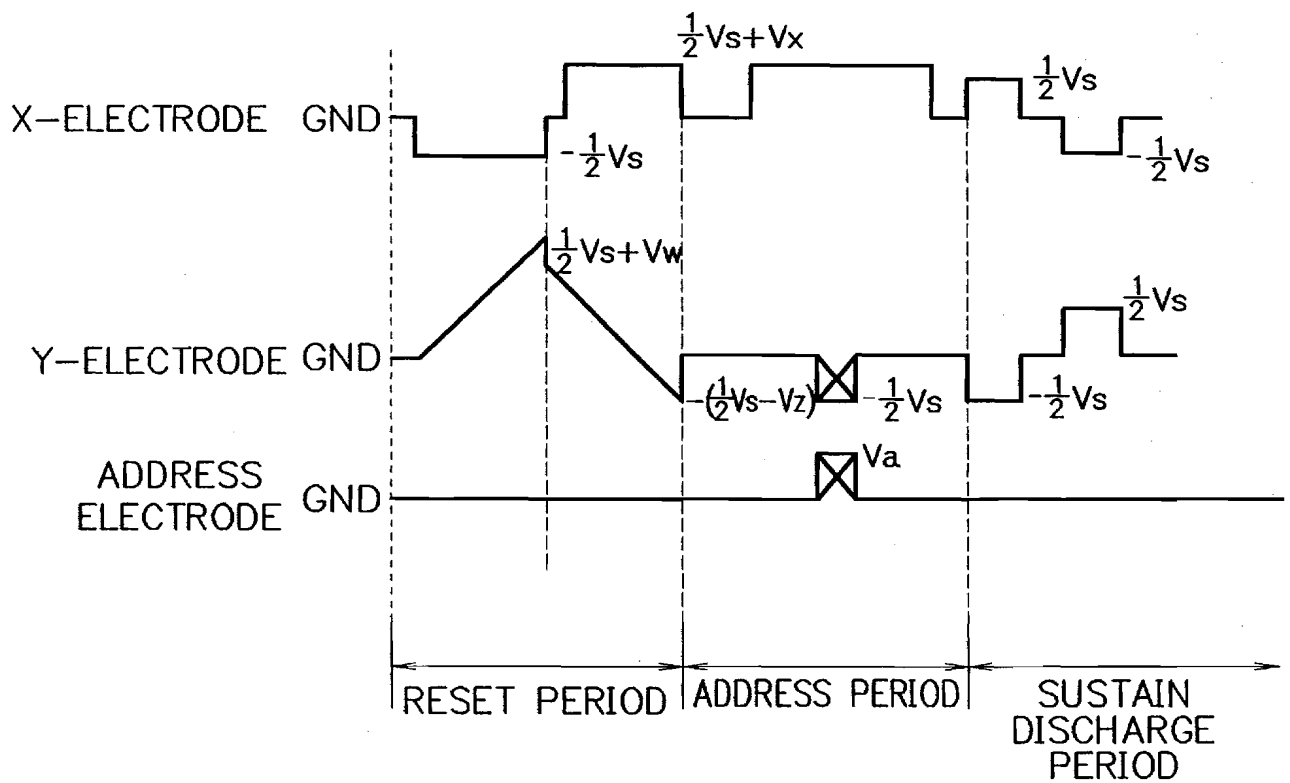 ½Vs+Vx
X-ELECTRODE GND
-½Vs
½Vs
-½Vs
½Vs+Vw
Y-ELECTRODE GND
-(½Vs-Vz)
-½Vs
-½Vs
½Vs
ADDRESS
ELECTRODE
GND
Va
RESET PERIOD
ADDRESS PERIOD
SUSTAIN
DISCHARGE
PERIOD